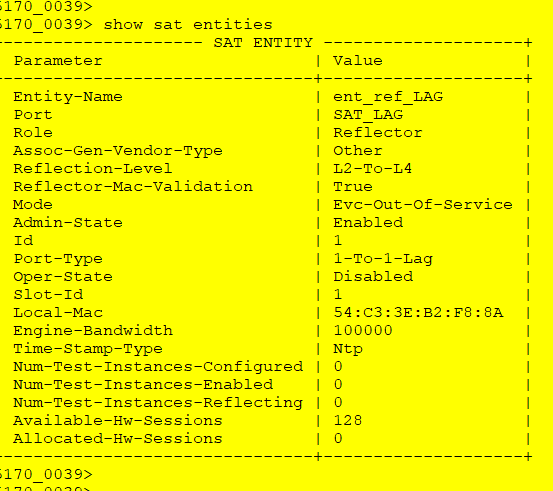 5170_0039>
5170_0039> show sat entities
--------------------- SAT ENTITY --------------------+
Parameter | Value |
--------------------------------+--------------------+
Entity-Name | ent_ref_LAG |
Port | SAT_LAG |
Role | Reflector |
Assoc-Gen-Vendor-Type | Other |
Reflection-Level | L2-To-L4 |
Reflector-Mac-Validation | True |
Mode | Evc-Out-Of-Service |
Admin-State | Enabled |
Id | 1 |
Port-Type | 1-To-1-Lag |
Oper-State | Disabled |
Slot-Id | 1 |
Local-Mac | 54:C3:3E:B2:F8:8A |
Engine-Bandwidth | 100000 |
Time-Stamp-Type | Ntp |
Num-Test-Instances-Configured | 0 |
Num-Test-Instances-Enabled | 0 |
Num-Test-Instances-Reflecting | 0 |
Available-Hw-Sessions | 128 |
Allocated-Hw-Sessions | 0 |
--------------------------------+--------------------+
5170_0039>